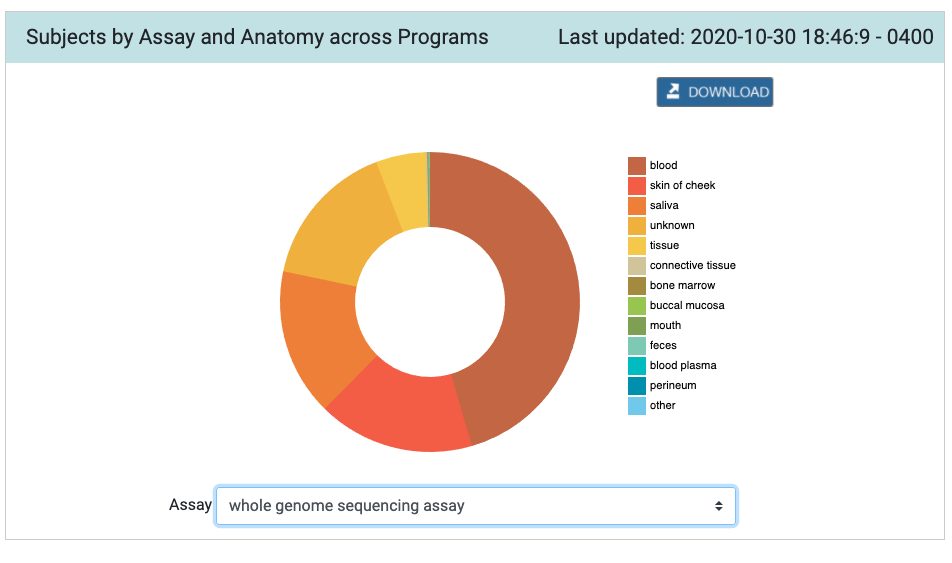 Subjects by Assay and Anatomy across Programs
Last updated: 2020-10-30 18:46:9 - 0400
DOWNLOAD
blood
skin of cheek
saliva
unknown
tissue
connective tissue
bone marrow
buccal mucosa
mouth
feces
blood plasma
perineum
other
Assay
whole genome sequencing assay